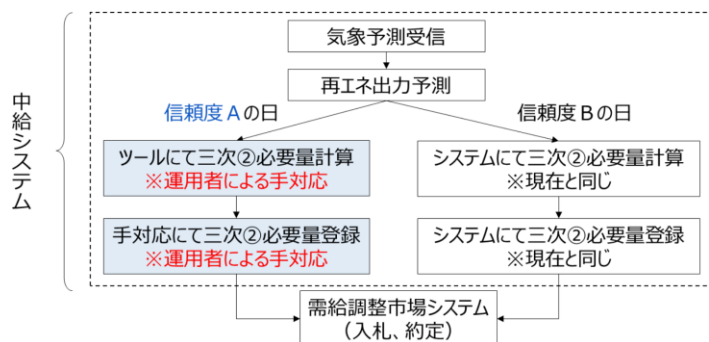 中給システム
気象予測受信
再エネ出力予測
信頼度Aの日
信頼度Bの日
ツールにて三次②必要量計算
※運用者による手対応
システムにて三次②必要量計算
※現在と同じ
手対応にて三次②必要量登録
※運用者による手対応
システムにて三次②必要量登録
※現在と同じ
需給調整市場システム
（入札、約定）